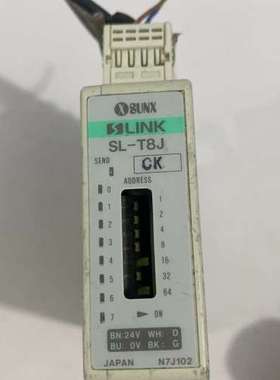 SUNX
S LINK
SL-T8J
SEND
CK
ADDRESS
0 1
1 2
2 4
3 8
4 16
5 32
6 64
7 ON
BN:24V WH: D
BU: 0V BK: G
JAPAN N7J102